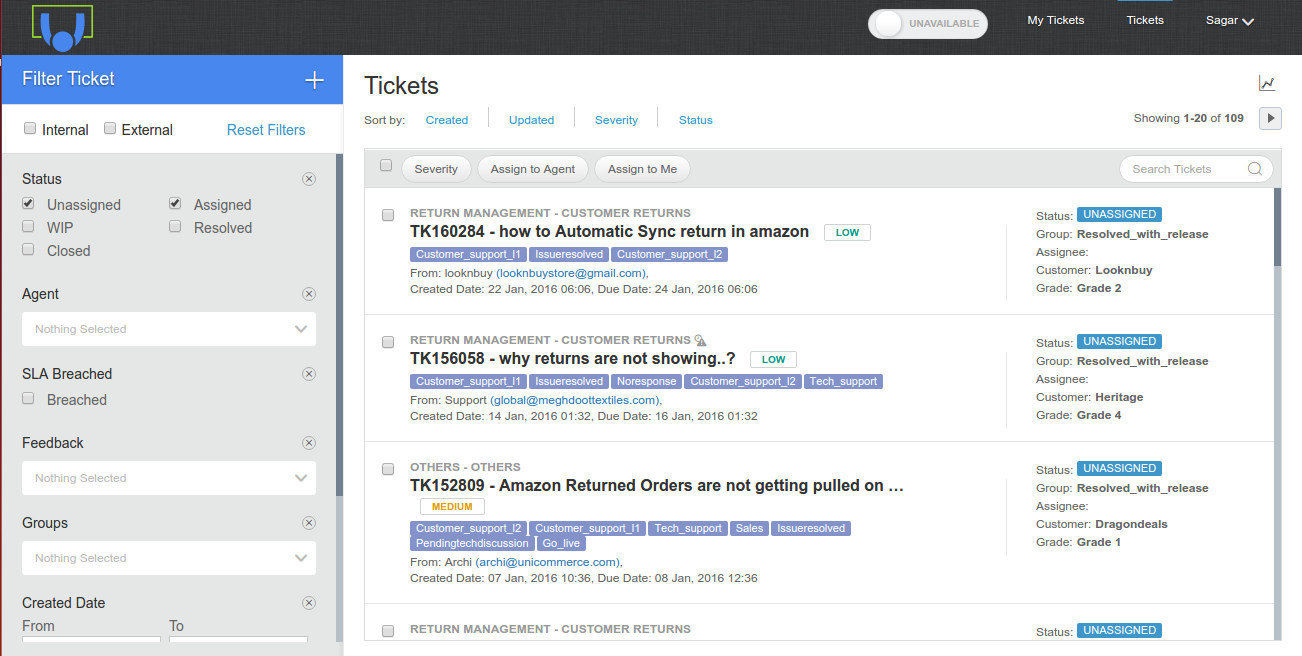 UNAVAILABLE My Tickets Tickets Sagar
Filter Ticket
Internal External Reset Filters
Status
Unassigned Assigned
WIP Resolved
Closed
Agent
Nothing Selected
SLA Breached
Breached
Feedback
Nothing Selected
Groups
Nothing Selected
Created Date
From To
Tickets
Sort by: Created Updated Severity Status Showing 1-20 of 109
Severity Assign to Agent Assign to Me Search Tickets
RETURN MANAGEMENT - CUSTOMER RETURNS
TK160284 - how to Automatic Sync return in amazon LOW
Customer_support_l1 Issueresolved Customer_support_l2
From: looknbuy (looknbuystore@gmail.com),
Created Date: 22 Jan, 2016 06:06, Due Date: 24 Jan, 2016 06:06
Status: UNASSIGNED
Group: Resolved_with_release
Assignee:
Customer: Looknbuy
Grade: Grade 2
RETURN MANAGEMENT - CUSTOMER RETURNS
TK156058 - why returns are not showing..? LOW
Customer_support_l1 Issueresolved Noresponse Customer_support_l2 Tech_support
From: Support (global@meghdoottextiles.com),
Created Date: 14 Jan, 2016 01:32, Due Date: 16 Jan, 2016 01:32
Status: UNASSIGNED
Group: Resolved_with_release
Assignee:
Customer: Heritage
Grade: Grade 4
OTHERS - OTHERS
TK152809 - Amazon Returned Orders are not getting pulled on ...
MEDIUM
Customer_support_l2 Customer_support_l1 Tech_support Sales Issueresolved
Pendingtechdiscussion Go_live
From: Archi (archi@unicommerce.com),
Created Date: 07 Jan, 2016 10:36, Due Date: 08 Jan, 2016 12:36
Status: UNASSIGNED
Group: Resolved_with_release
Assignee:
Customer: Dragondeals
Grade: Grade 1
RETURN MANAGEMENT - CUSTOMER RETURNS
Status: UNASSIGNED